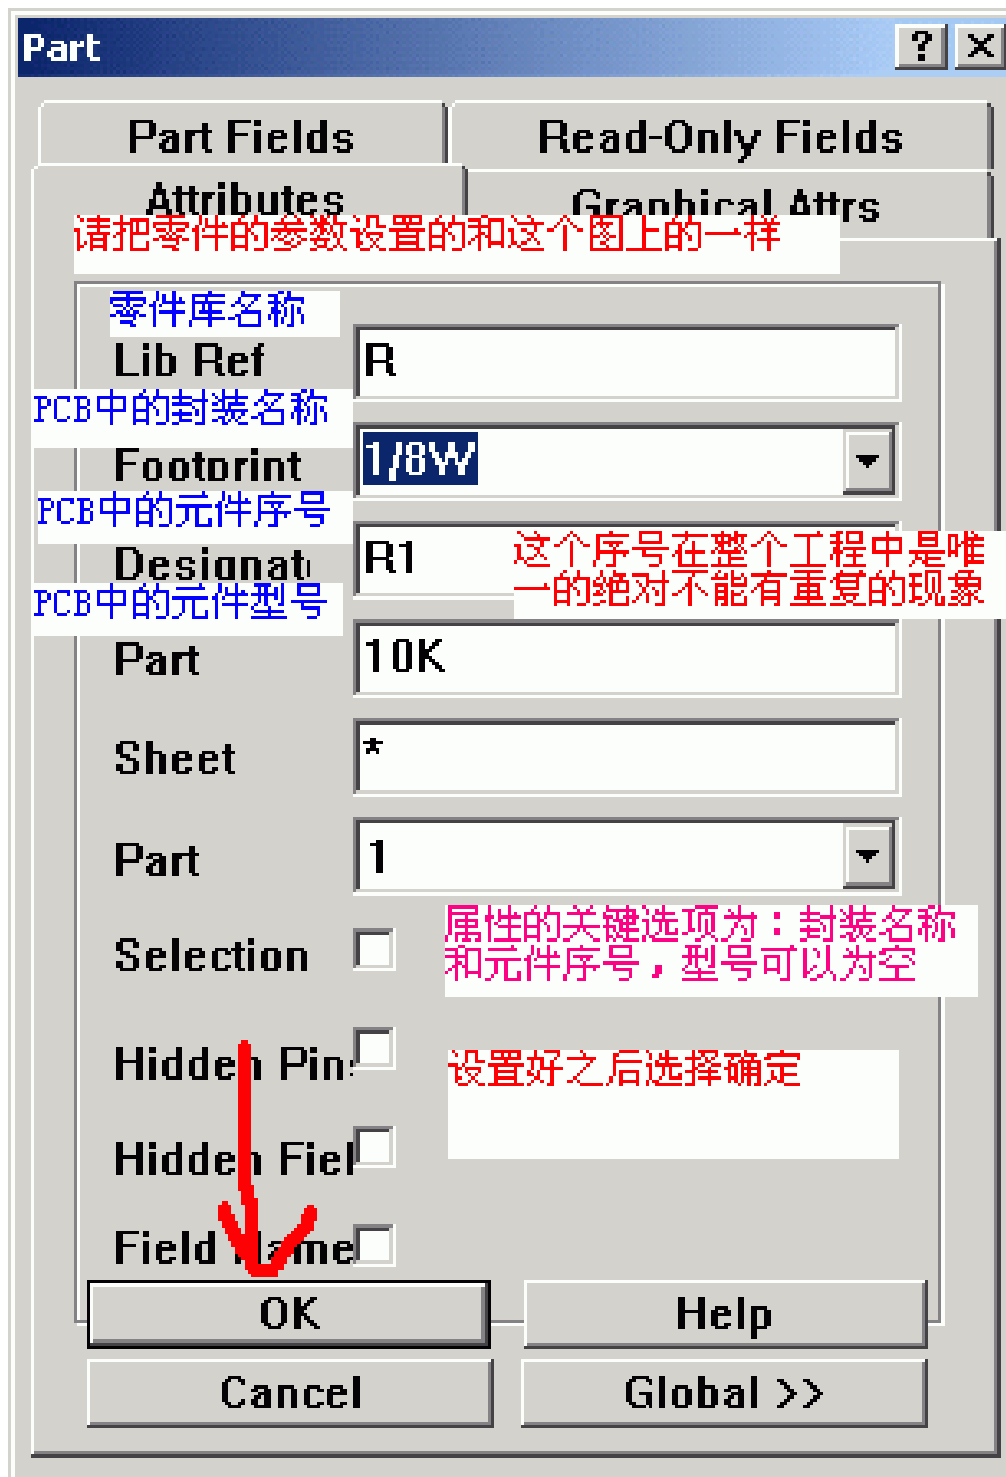 Part
Part Fields
Read-Only Fields
Attributes
Graphical Attrs
请把零件的参数设置的和这个图上的一样
零件库名称
Lib Ref
R
PCB中的封装名称
Footprint
1/8W
PCB中的元件序号
Designat
R1
这个序号在整个工程中是唯
一的绝对不能有重复的现象
PCB中的元件型号
Part
10K
Sheet
*
Part
1
属性的关键选项为：封装名称
和元件序号，型号可以为空
Selection
Hidden Pin
设置好之后选择确定
Hidden Fiel
Field Name
OK
Help
Cancel
Global >>